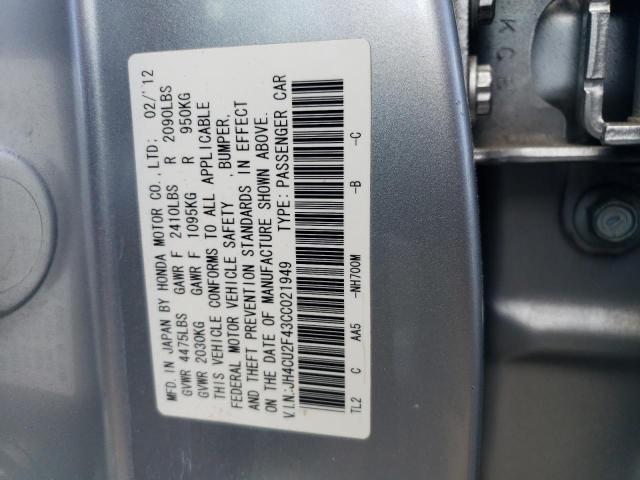 MFD. IN JAPAN BY HONDA MOTOR CO., LTD: 02/'12
GVWR 4475LBS GAWR F 2410LBS R 2090LBS
GVWR 2030KG GAWR F 1095KG R 950KG
THIS VEHICLE CONFORMS TO ALL APPLICABLE
FEDERAL MOTOR VEHICLE SAFETY , BUMPER,
AND THEFT PREVENTION STANDARDS IN EFFECT
ON THE DATE OF MANUFACTURE SHOWN ABOVE.
V.I.N.:JH4CU2F43CC021949 TYPE: PASSENGER CAR
TL2 C AA5 -NH700M -B -C